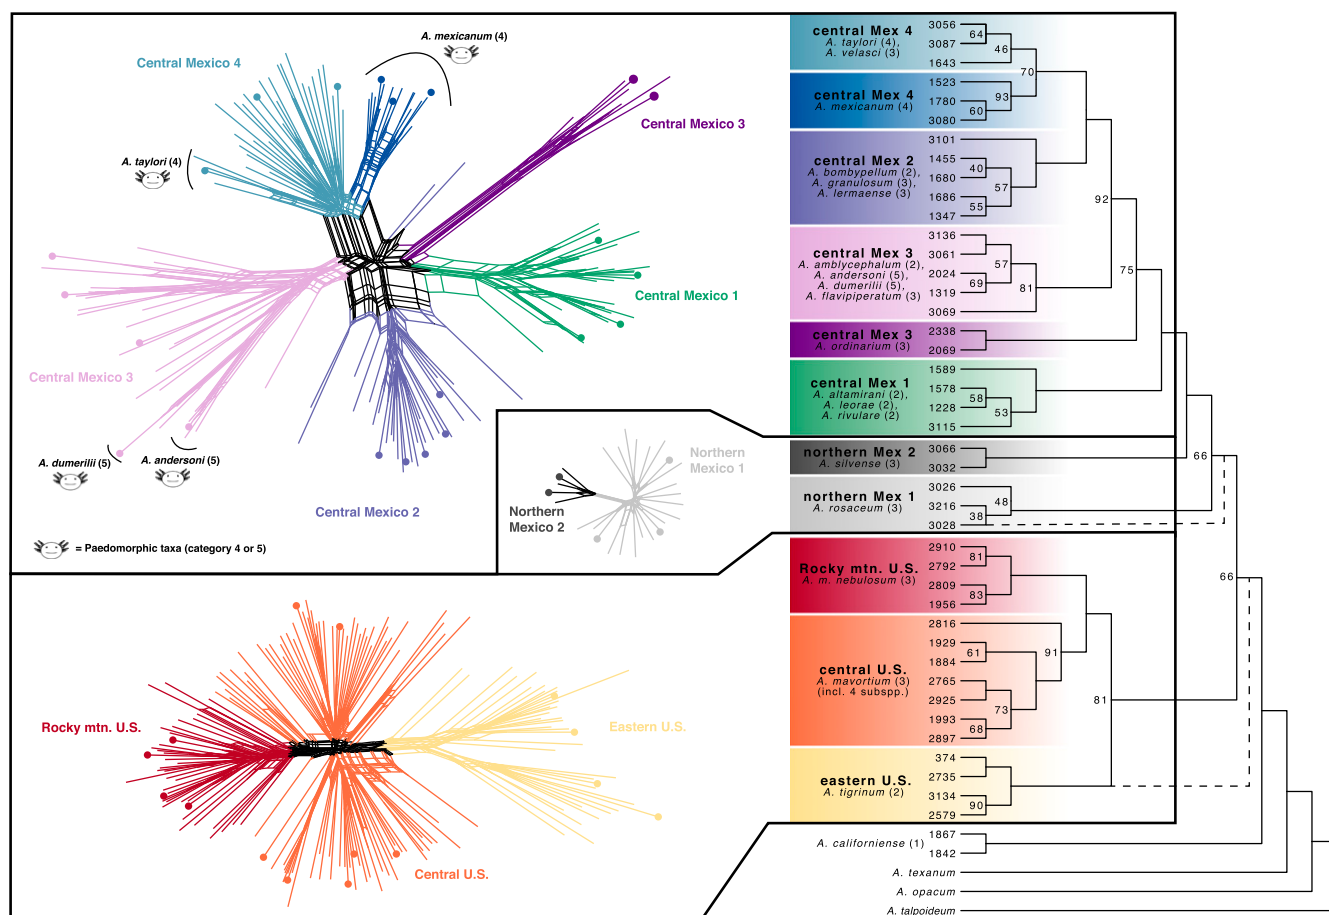 Central Mexico 4
A. mexicanum (4)
Central Mexico 3
A. taylori (4)
Central Mexico 1
Central Mexico 3
A. dumerilii (5)
A. andersoni (5)
Central Mexico 2
= Paedomorphic taxa (category 4 or 5)
Northern
Mexico 1
Northern
Mexico 2
Rocky mtn. U.S.
Eastern U.S.
Central U.S.
central Mex 4
A. taylori (4),
A. velasci (3)
3056
3087
1643
64
46
70
central Mex 4
A. mexicanum (4)
1523
1780
3080
93
60
central Mex 2
A. bombypellum (2),
A. granulosum (3),
A. lermaense (3)
3101
1455
1680
1686
1347
40
57
55
92
central Mex 3
A. amblycephalum (2),
A. andersoni (5),
A. dumerilii (5),
A. flavipiperatum (3)
3136
3061
2024
1319
3069
57
69
81
75
central Mex 3
A. ordinarium (3)
2338
2069
central Mex 1
A. altamirani (2),
A. leorae (2),
A. rivulare (2)
1589
1578
1228
3115
58
53
northern Mex 2
A. silvense (3)
3066
3032
66
northern Mex 1
A. rosaceum (3)
3026
3216
3028
48
38
Rocky mtn. U.S.
A. m. nebulosum (3)
2910
2792
2809
1956
81
83
66
central U.S.
A. mavortium (3)
(incl. 4 subspp.)
2816
1929
1884
2765
2925
1993
2897
61
91
73
68
81
eastern U.S.
A. tigrinum (2)
374
2735
3134
2579
90
A. californiense (1)
1867
1842
A. texanum
A. opacum
A. talpoideum